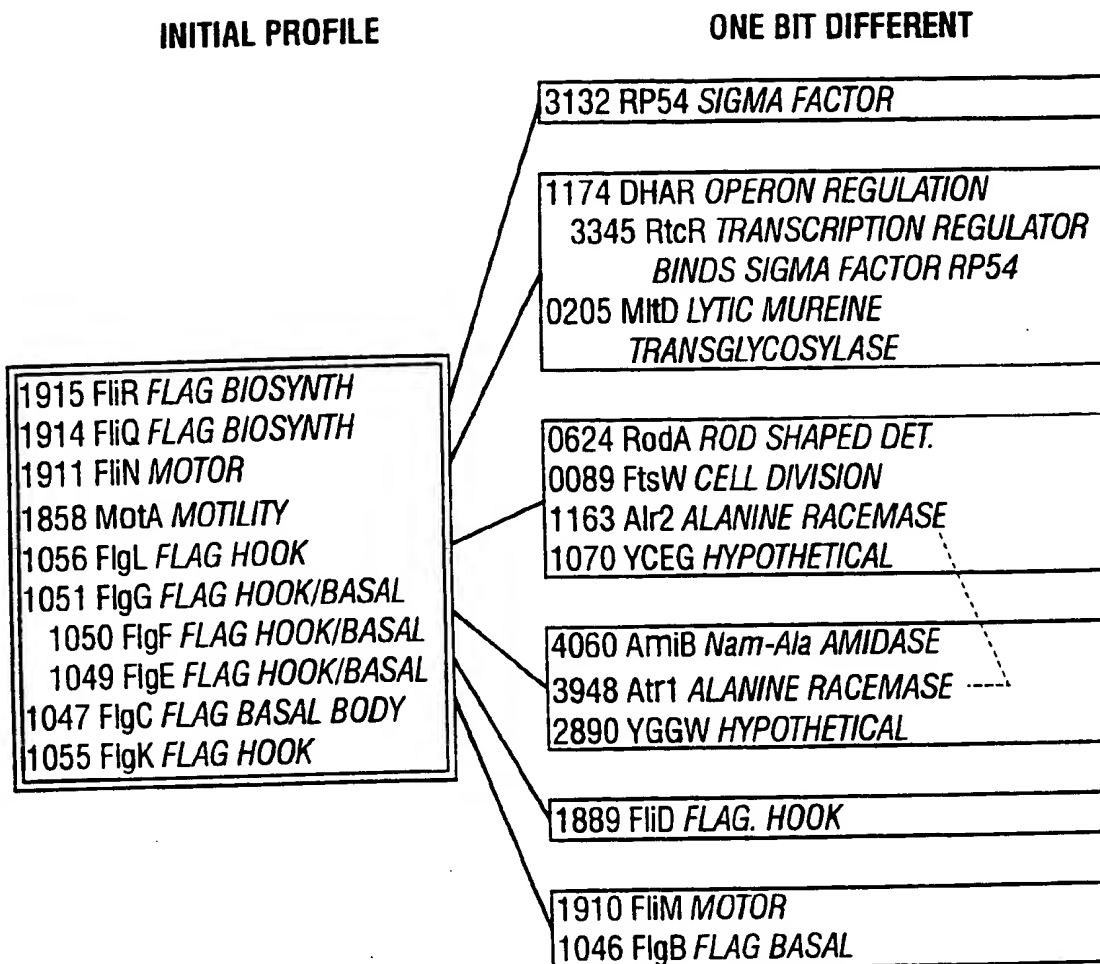 INITIAL PROFILE
ONE BIT DIFFERENT
1915 FliR FLAG BIOSYNTH
1914 FliQ FLAG BIOSYNTH
1911 FliN MOTOR
1858 MotA MOTILITY
1056 FlgL FLAG HOOK
1051 FlgG FLAG HOOK/BASAL
1050 FlgF FLAG HOOK/BASAL
1049 FlgE FLAG HOOK/BASAL
1047 FlgC FLAG BASAL BODY
1055 FlgK FLAG HOOK
3132 RP54 SIGMA FACTOR
1174 DHAR OPERON REGULATION
3345 RtcR TRANSCRIPTION REGULATOR
BINDS SIGMA FACTOR RP54
0205 MltD LYTIC MUREINE
TRANSGLYCOSYLASE
0624 RodA ROD SHAPED DET.
0089 FtsW CELL DIVISION
1163 Alr2 ALANINE RACEMASE
1070 YCEG HYPOTHETICAL
4060 AmiB Nam-Ala AMIDASE
3948 Atr1 ALANINE RACEMASE
2890 YGGW HYPOTHETICAL
1889 FliD FLAG. HOOK
1910 FliM MOTOR
1046 FlgB FLAG BASAL